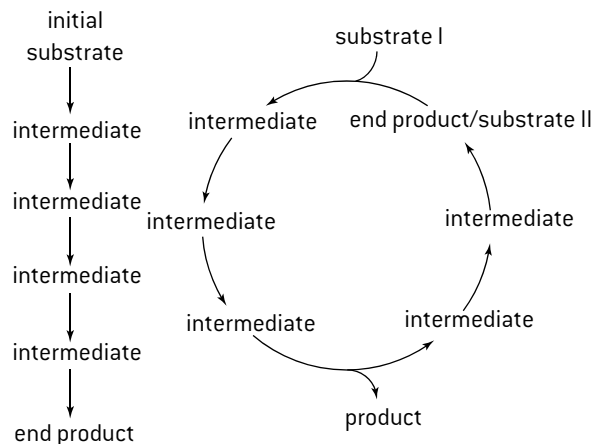 initial
substrate
intermediate
intermediate
intermediate
intermediate
end product
substrate I
intermediate
end product/substrate II
intermediate
intermediate
intermediate
intermediate
product